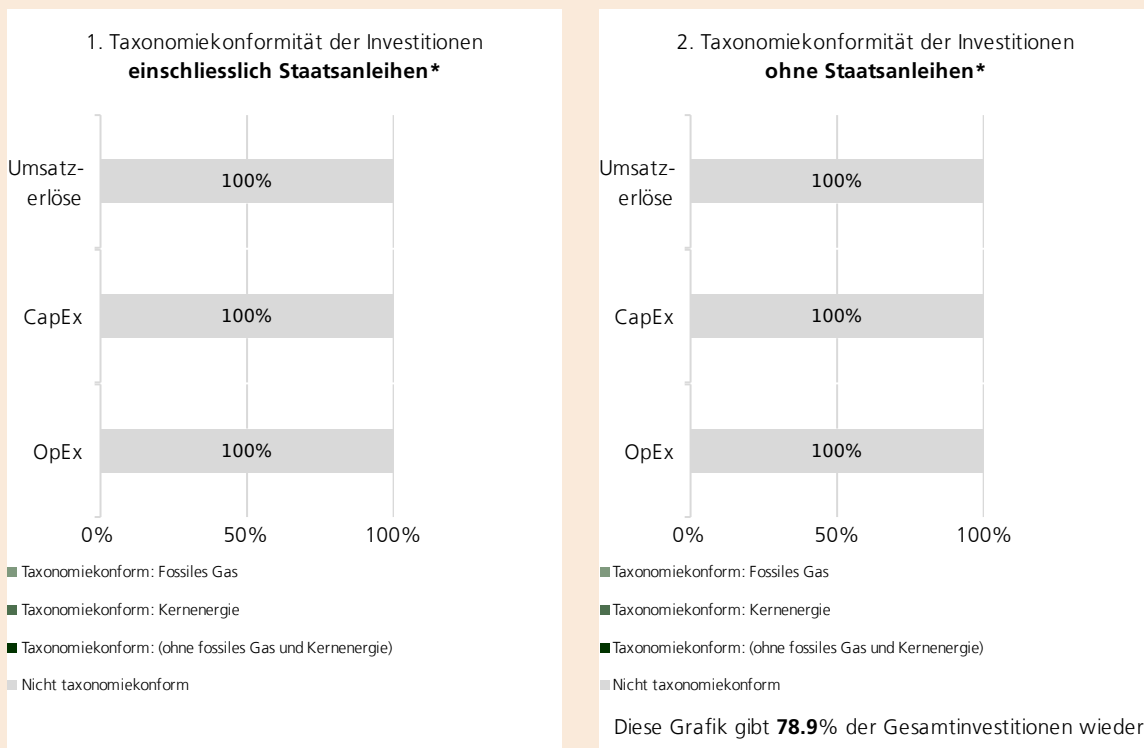 1. Taxonomiekonformität der Investitionen
einschliesslich Staatsanleihen*
Umsatz-
erlöse
100%
CapEx
100%
OpEx
100%
0% 50% 100%
Taxonomiekonform: Fossiles Gas
Taxonomiekonform: Kernenergie
Taxonomiekonform: (ohne fossiles Gas und Kernenergie)
Nicht taxonomiekonform
2. Taxonomiekonformität der Investitionen
ohne Staatsanleihen*
Umsatz-
erlöse
100%
CapEx
100%
OpEx
100%
0% 50% 100%
Taxonomiekonform: Fossiles Gas
Taxonomiekonform: Kernenergie
Taxonomiekonform: (ohne fossiles Gas und Kernenergie)
Nicht taxonomiekonform
Diese Grafik gibt 78.9% der Gesamtinvestitionen wieder